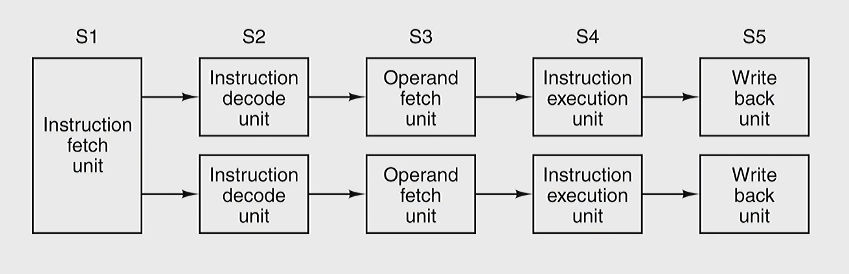 S1 S2 S3 S4 S5
Instruction
fetch
unit
Instruction
decode
unit
Operand
fetch
unit
Instruction
execution
unit
Write
back
unit
Instruction
decode
unit
Operand
fetch
unit
Instruction
execution
unit
Write
back
unit